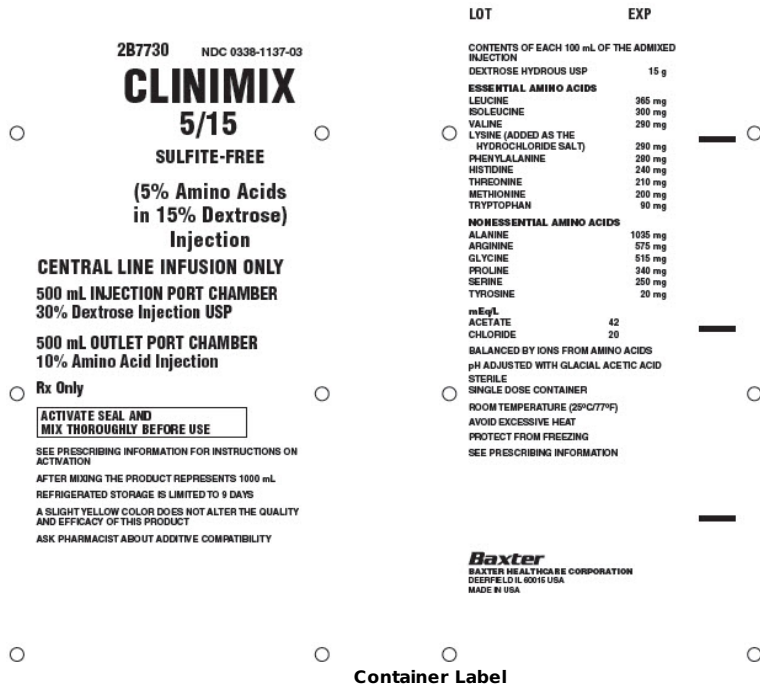 2B7730 NDC 0338-1137-03
CLINIMIX
5/15
SULFITE-FREE
(5% Amino Acids
in 15% Dextrose)
Injection
CENTRAL LINE INFUSION ONLY
500 mL INJECTION PORT CHAMBER
30% Dextrose Injection USP
500 mL OUTLET PORT CHAMBER
10% Amino Acid Injection
Rx Only
ACTIVATE SEAL AND
MIX THOROUGHLY BEFORE USE
SEE PRESCRIBING INFORMATION FOR INSTRUCTIONS ON
ACTIVATION
AFTER MIXING THE PRODUCT REPRESENTS 1000 mL
REFRIGERATED STORAGE IS LIMITED TO 9 DAYS
A SLIGHT YELLOW COLOR DOES NOT ALTER THE QUALITY
AND EFFICACY OF THIS PRODUCT
ASK PHARMACIST ABOUT ADDITIVE COMPATIBILITY
LOT EXP
CONTENTS OF EACH 100 mL OF THE ADMIXED
INJECTION
DEXTROSE HYDROUS USP 15 g
ESSENTIAL AMINO ACIDS
LEUCINE 365 mg
ISOLEUCINE 300 mg
VALINE 290 mg
LYSINE (ADDED AS THE
HYDROCHLORIDE SALT) 290 mg
PHENYLALANINE 280 mg
HISTIDINE 240 mg
THREONINE 210 mg
METHIONINE 200 mg
TRYPTOPHAN 90 mg
NONESSENTIAL AMINO ACIDS
ALANINE 1035 mg
ARGININE 575 mg
GLYCINE 515 mg
PROLINE 340 mg
SERINE 250 mg
TYROSINE 20 mg
mEq/L
ACETATE 42
CHLORIDE 20
BALANCED BY IONS FROM AMINO ACIDS
pH ADJUSTED WITH GLACIAL ACETIC ACID
STERILE
SINGLE DOSE CONTAINER
ROOM TEMPERATURE (25°C/77°F)
AVOID EXCESSIVE HEAT
PROTECT FROM FREEZING
SEE PRESCRIBING INFORMATION
Baxter
BAXTER HEALTHCARE CORPORATION
DEERFIELD IL 60015 USA
MADE IN USA
Container Label